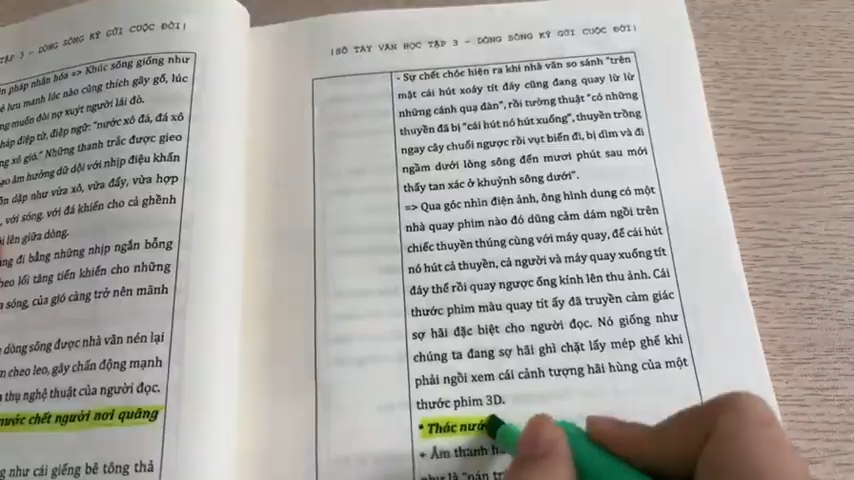 TẬP 3 - DÒNG SÔNG KÝ GỬI CUỘC ĐỜI|
pháp nhân hóa => Khúc sông giống như
lưu manh lúc nào cũng thích gây gổ, lúc
muốn đòi nợ xuýt người lái đò.
điệp từ, điệp ngữ: "nước xô đá, đá xô
xô gió." Những thanh trắc được gieo
âm hưởng dữ dội với nhịp điệu khẩn
dập như vừa xô, vừa đẩy, vừa hợp
với sóng, với đá khiến cho cả ghềnh
lên giữa dòng.
đi bằng những nhịp ngắn bỗng
lối tăng tiến khiến cho những
sóng, của gió càng trở nên mãnh
dòng sông được nhà văn nén lại
cheo leo, gây chấn động mạnh
thụ nghệ thuật của người đọc.
nước chết người nơi quãng
như cái giếng bê tông thả
|SỔ TAY VĂN HỌC TẬP 3 - DÒNG SÔNG KÝ GỬI CUỘC ĐỜI|
- Sự chết chóc hiện ra khi nhà văn so sánh "trên
mặt cái hút xoáy tít đáy cũng đang quay lừ lừ
những cánh quạ đàn", rồi tường thuật "có những
thuyền đã bị "cái hút nó hút xuống", thuyền trồng
ngay cây chuối ngược rồi vụt biến đi, bị dìm và đi
ngầm dưới lòng sông đến mươi phút sau mới
thấy tan xác ở khuỷnh sông dưới".
=> Qua góc nhìn điện ảnh, ông hình dung có một
nhà quay phim nào đó dũng cảm dám ngồi trên
chiếc thuyền thúng cùng với máy quay, để cái hút
nó hút cả thuyền, cả người và máy quay xuống tít
đáy thế rồi quay ngược ống kính lên thu ảnh. Cái
thước phim màu quay tít ấy đã truyền cảm giác
sợ hãi đặc biệt cho người đọc. Nó giống như
chúng ta đang sợ hãi ghì chặt lấy mép ghế khi
phải ngồi xem cái cảnh tượng hãi hùng của một
thước phim 3D.
* Thác nước
+ Âm thanh
như là "oán